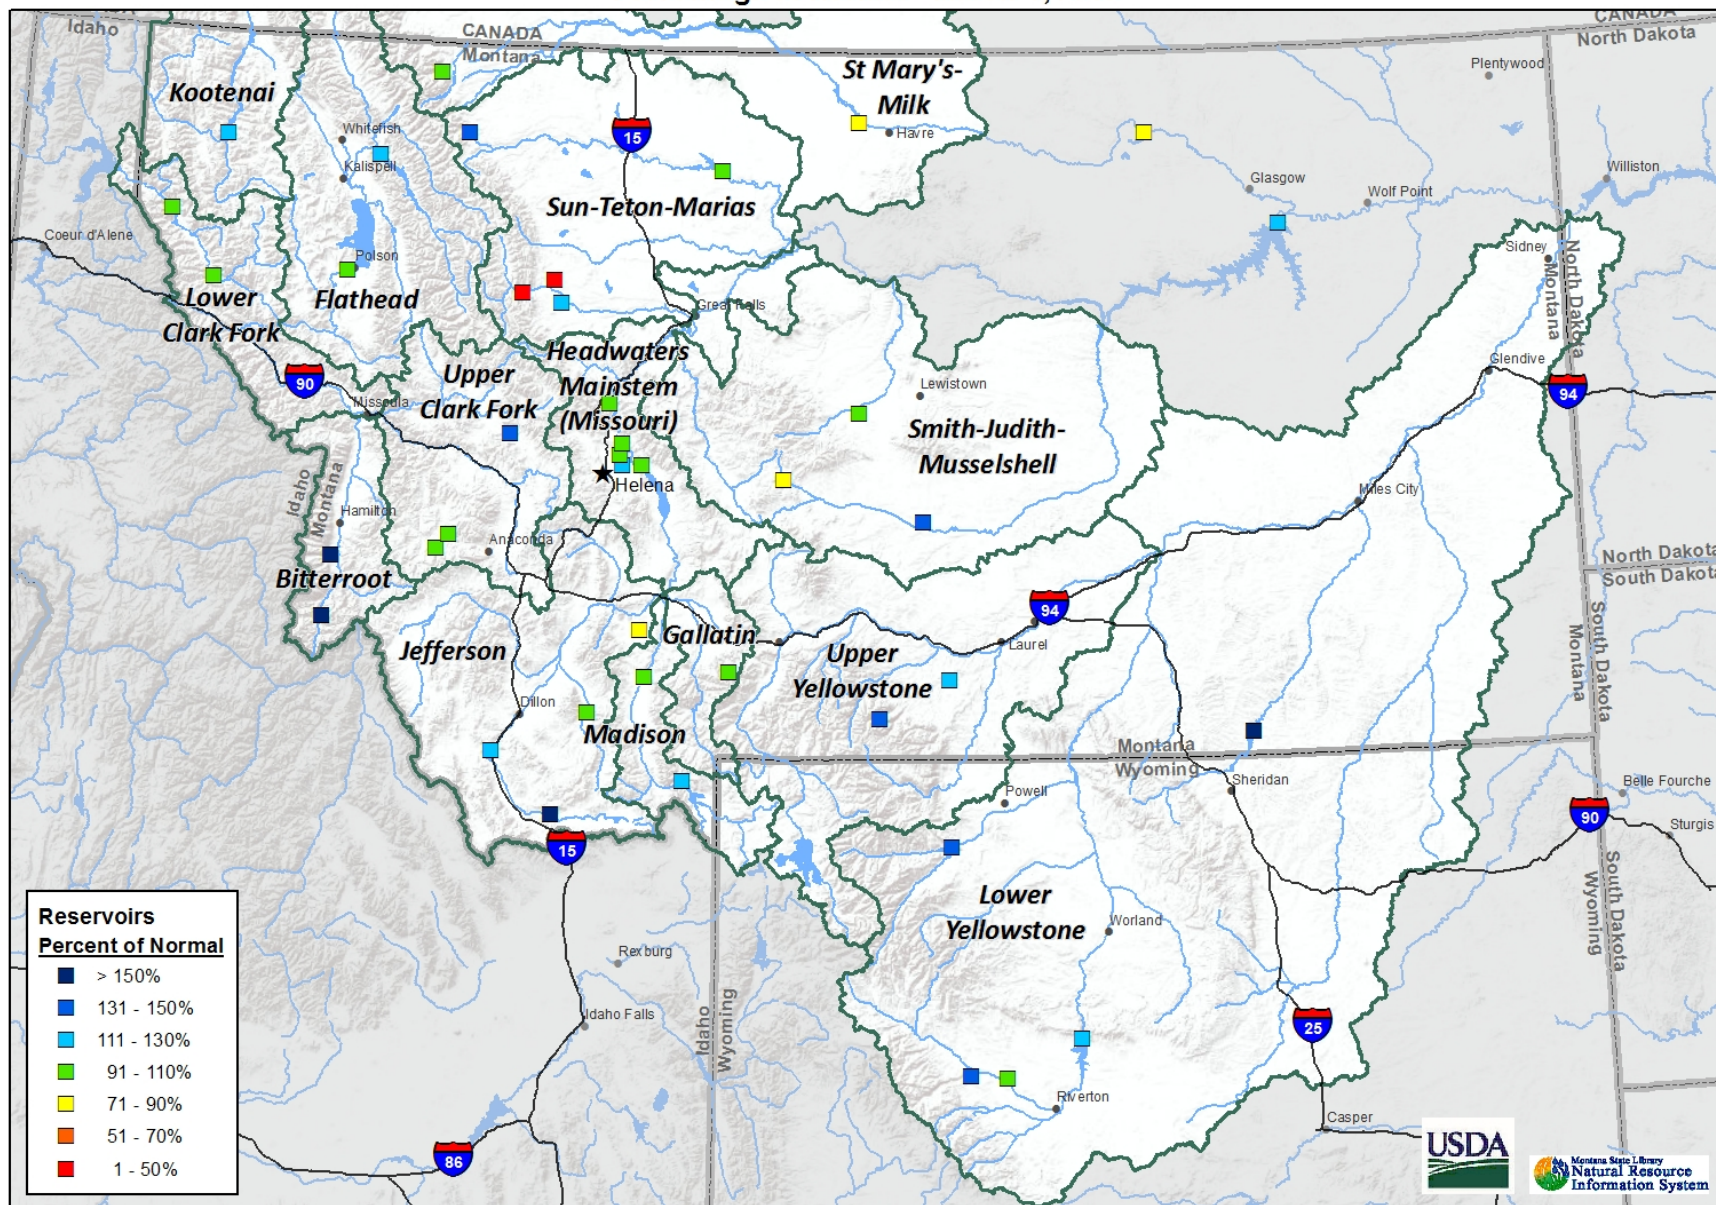 CANADA
Idaho
CANADA
Montana
CANADA
North Dakota
St Mary's-
Milk
Plentywood
Kootenai
Whitefish
Kalispell
15
Havre
Williston
Glasgow
Wolf Point
Sun-Teton-Marias
Coeur d'Alene
Polson
Sidney
North Dakota
Montana
Lower
Clark Fork
Flathead
Great Falls
Headwaters
Mainstem
(Missouri)
Upper
Clark Fork
90
Missoula
Lewistown
Glendive
94
Smith-Judith-
Musselshell
Idaho
Montana
Helena
Miles City
Hamilton
Anaconda
North Dakota
South Dakota
Bitterroot
94
South Dakota
Montana
Jefferson
Gallatin
Laurel
Upper
Yellowstone
Dillon
Madison
Montana
Wyoming
Sheridan
Powell
Belle Fourche
90
Sturgis
15
South Dakota
Wyoming
Lower
Yellowstone
Worland
Reservoirs
Percent of Normal
> 150%
131 - 150%
111 - 130%
91 - 110%
71 - 90%
51 - 70%
1 - 50%
Rexburg
Idaho Falls
Idaho
Wyoming
25
Riverton
Casper
86
USDA
Montana State Library
Natural Resource
Information System